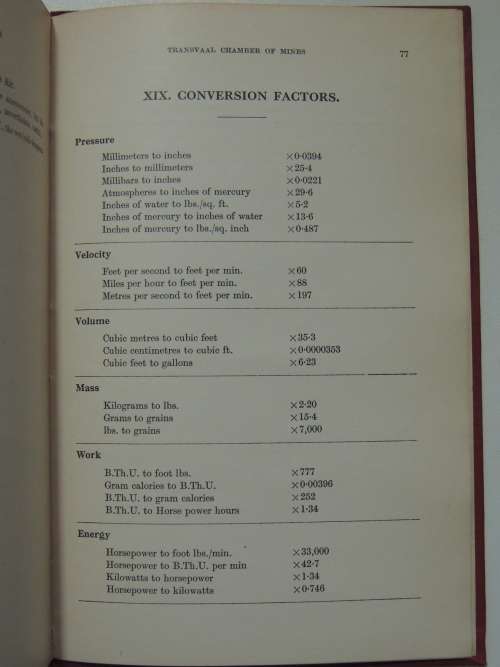 TRANSVAAL CHAMBER OF MINES 77
XIX. CONVERSION FACTORS.
Pressure
Millimeters to inches ×0·0394
Inches to millimeters ×25·4
Millibars to inches ×0·0221
Atmospheres to inches of mercury ×29·6
Inches of water to lbs./sq. ft. ×5·2
Inches of mercury to inches of water ×13·6
Inches of mercury to lbs./sq. inch ×0·487
Velocity
Feet per second to feet per min. ×60
Miles per hour to feet per min. ×88
Metres per second to feet per min. ×197
Volume
Cubic metres to cubic feet ×35·3
Cubic centimetres to cubic ft. ×0·0000353
Cubic feet to gallons ×6·23
Mass
Kilograms to lbs. ×2·20
Grams to grains ×15·4
lbs. to grains ×7,000
Work
B.Th.U. to foot lbs. ×777
Gram calories to B.Th.U. ×0·00396
B.Th.U. to gram calories ×252
B.Th.U. to Horse power hours ×1·34
Energy
Horsepower to foot lbs./min. ×33,000
Horsepower to B.Th.U. per min ×42·7
Kilowatts to horsepower ×1·34
Horsepower to kilowatts ×0·746